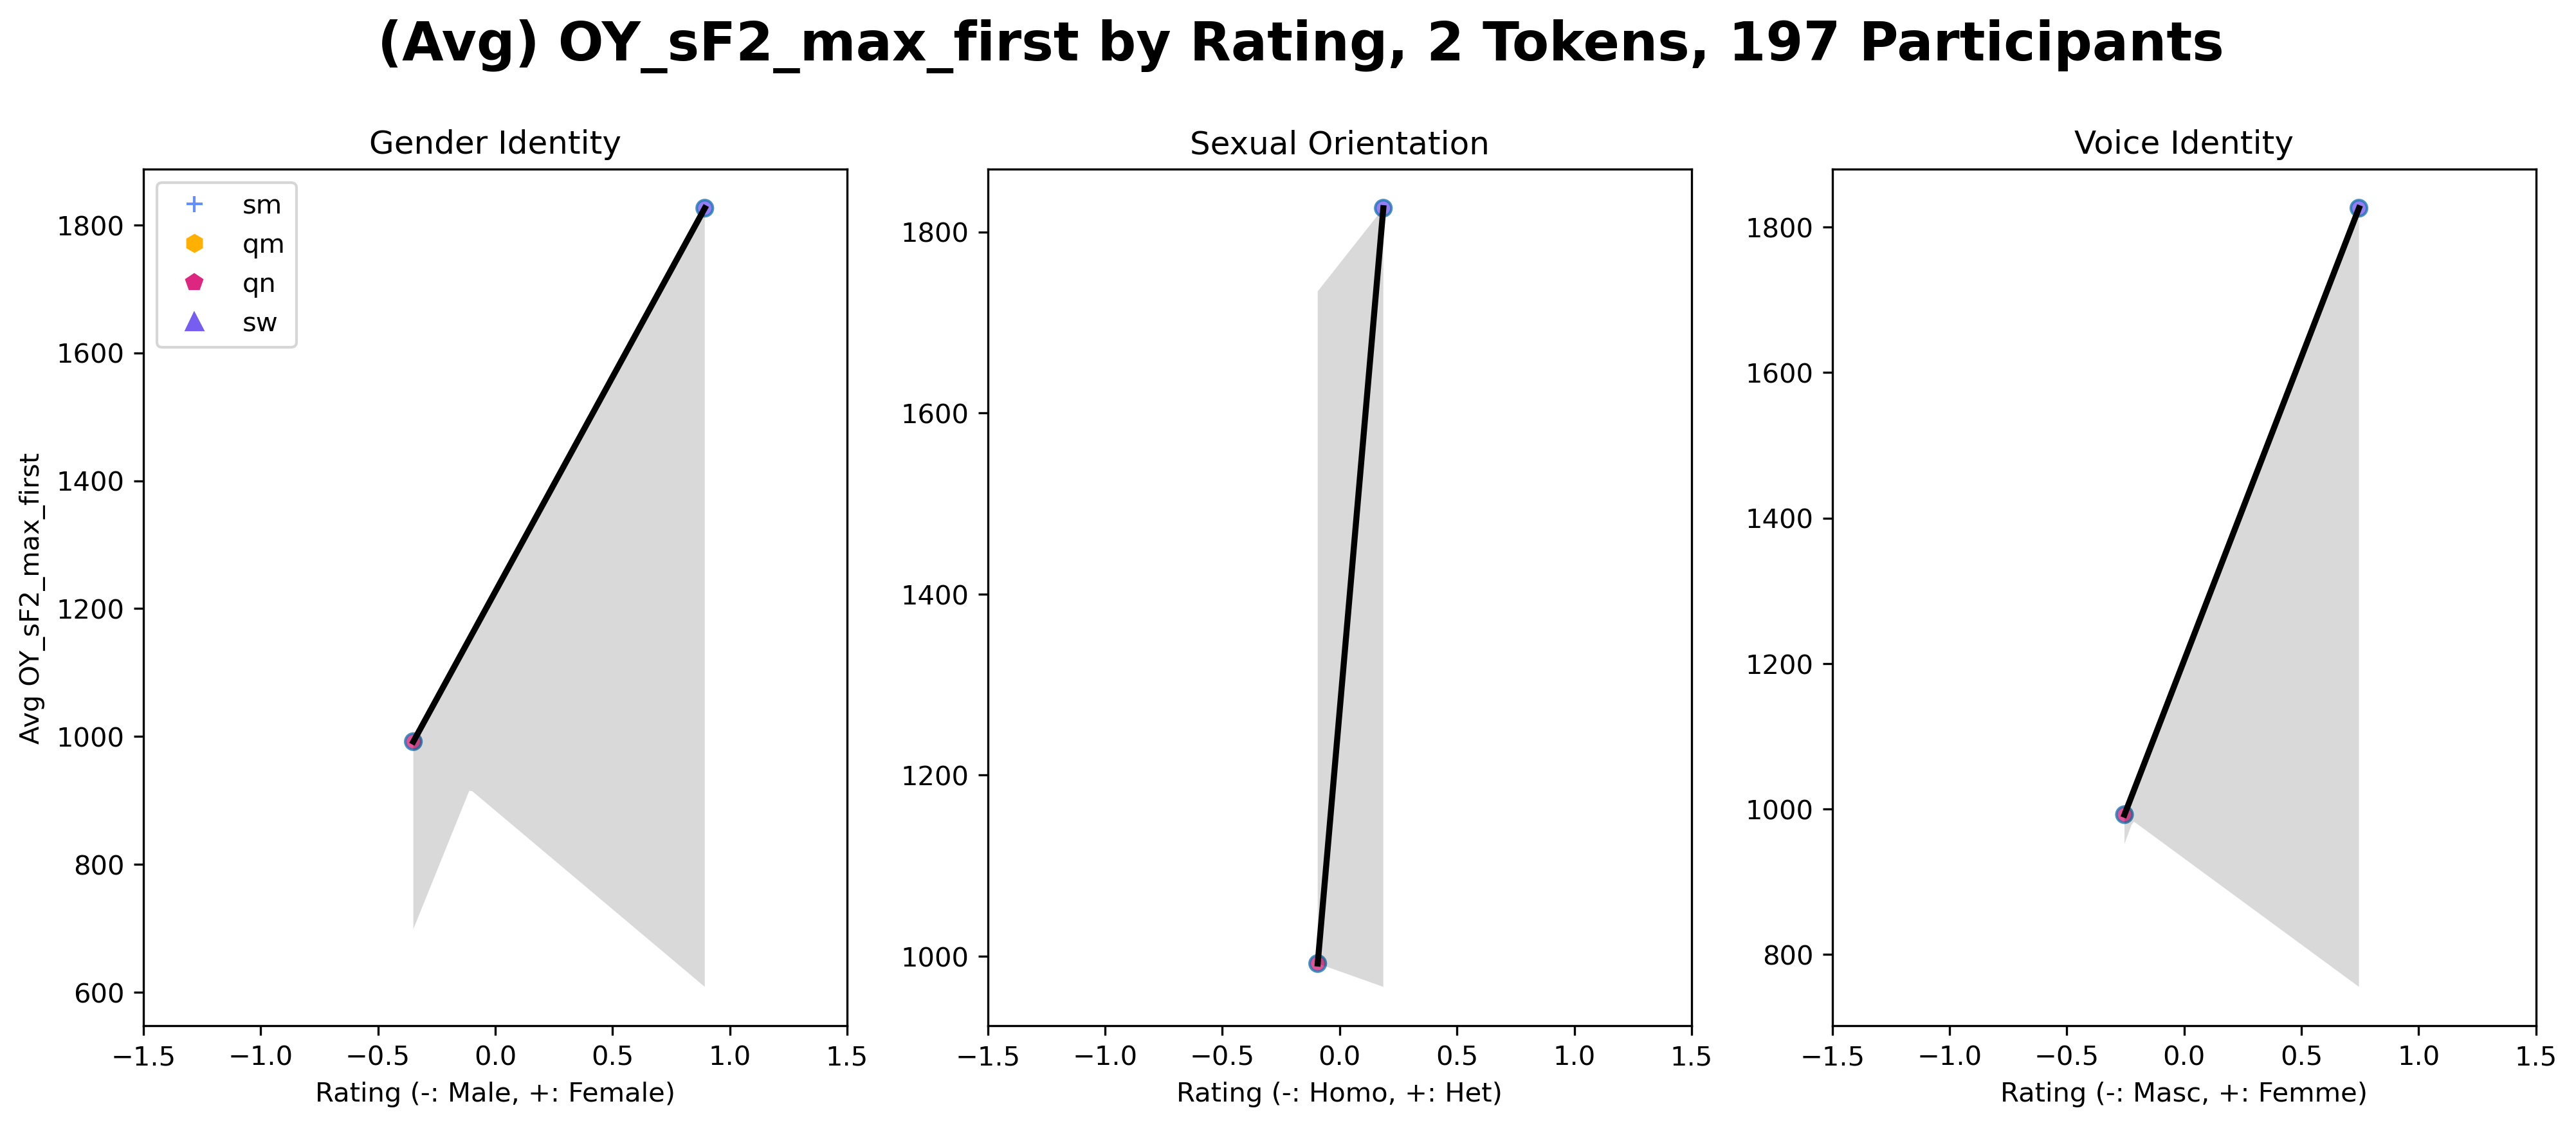 (Avg) OY_sF2_max_first by Rating, 2 Tokens, 197 Participants
Gender Identity
sm
qm
qn
sw
Avg OY_sF2_max_first
1800
1600
1400
1200
1000
800
600
−1.5 −1.0 −0.5 0.0 0.5 1.0 1.5
Rating (-: Male, +: Female)
Sexual Orientation
1800
1600
1400
1200
1000
−1.5 −1.0 −0.5 0.0 0.5 1.0 1.5
Rating (-: Homo, +: Het)
Voice Identity
1800
1600
1400
1200
1000
800
−1.5 −1.0 −0.5 0.0 0.5 1.0 1.5
Rating (-: Masc, +: Femme)